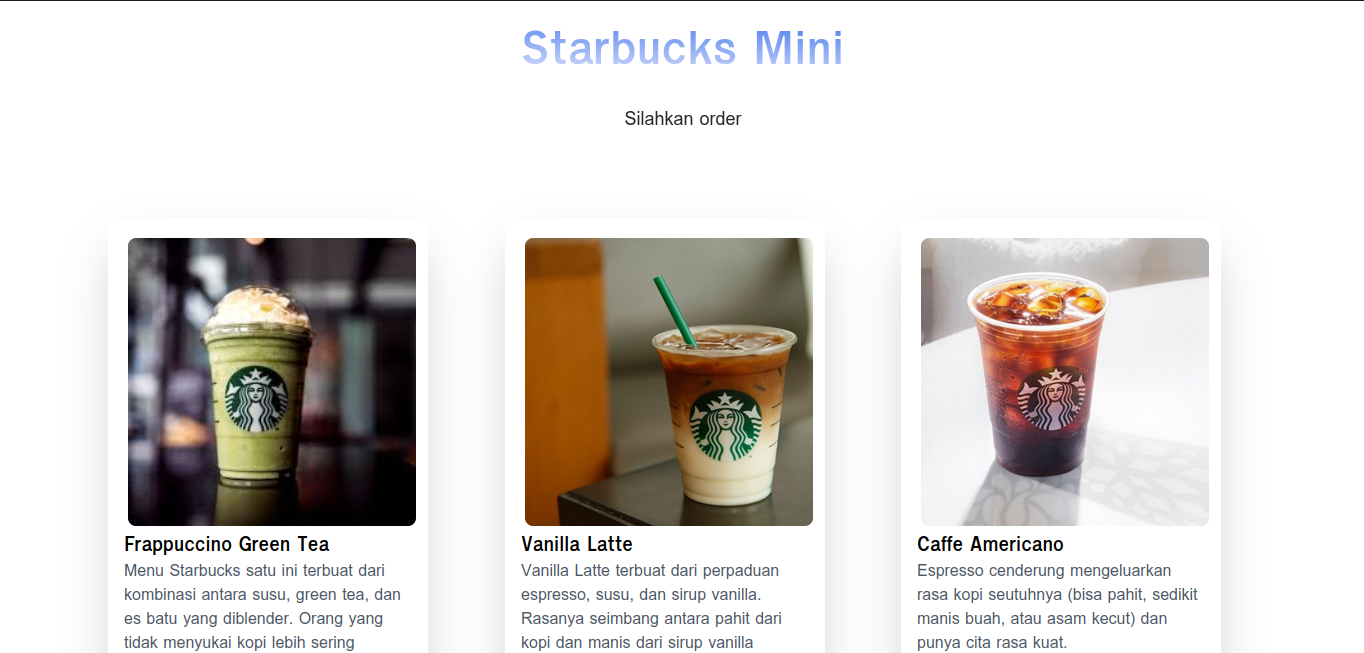 Starbucks Mini
Silahkan order
Frappuccino Green Tea
Menu Starbucks satu ini terbuat dari
kombinasi antara susu, green tea, dan
es batu yang diblender. Orang yang
tidak menyukai kopi lebih sering
Vanilla Latte
Vanilla Latte terbuat dari perpaduan
espresso, susu, dan sirup vanilla.
Rasanya seimbang antara pahit dari
kopi dan manis dari sirup vanilla
Caffe Americano
Espresso cenderung mengeluarkan
rasa kopi seutuhnya (bisa pahit, sedikit
manis buah, atau asam kecut) dan
punya cita rasa kuat.